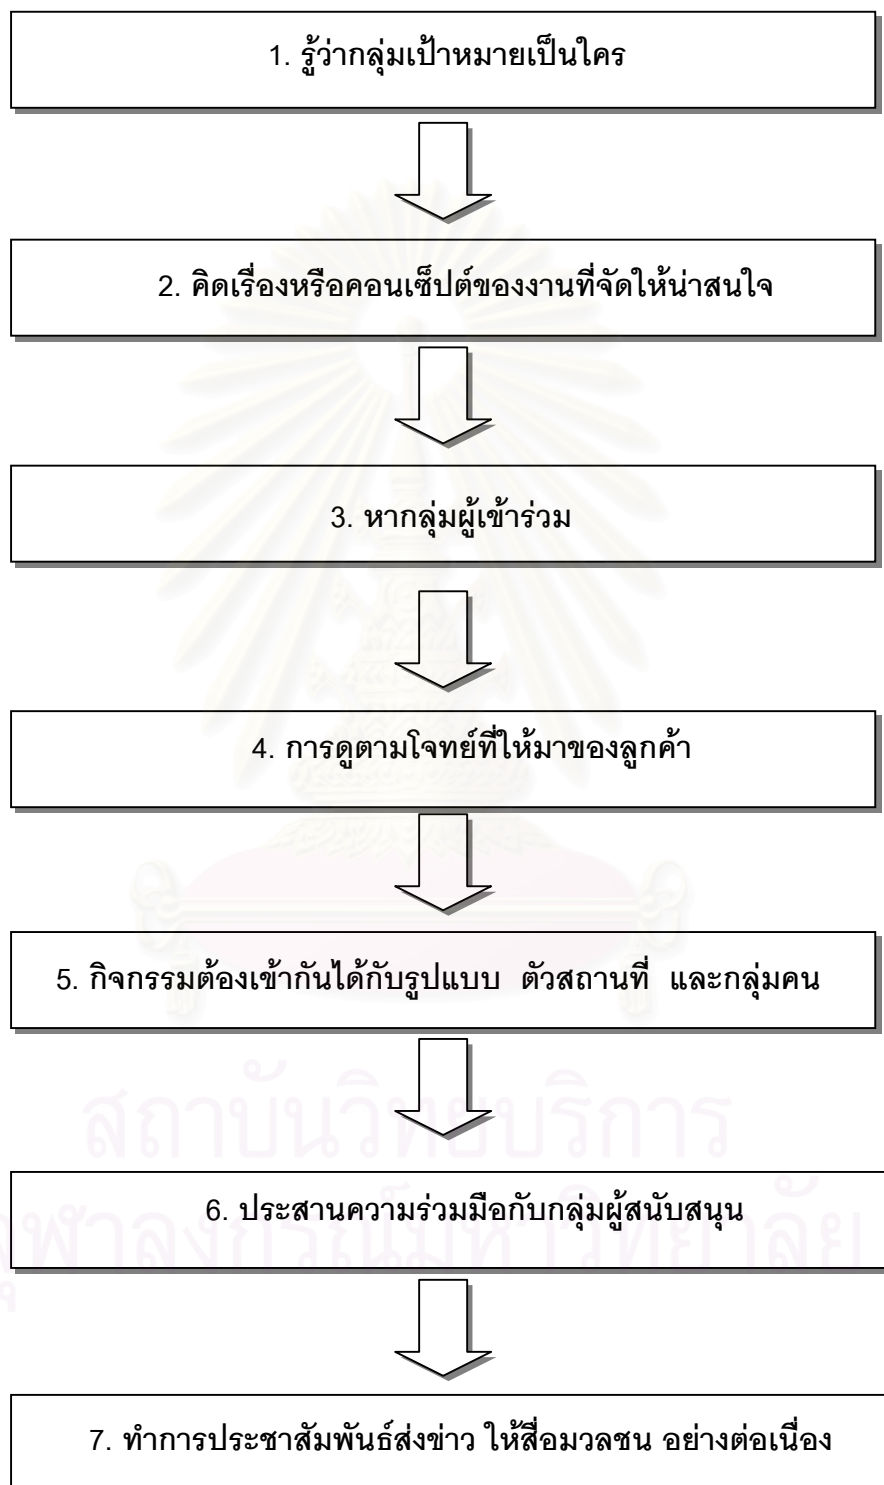 1. รู้ว่ากลุ่มเป้าหมายเป็นใคร
2. คิดเรื่องหรือคอนเซ็ปต์ของงานที่จัดให้น่าสนใจ
3. หากลุ่มผู้เข้าร่วม
4. การดูตามโจทย์ที่ให้มาของลูกค้า
5. กิจกรรมต้องเข้ากันได้กับรูปแบบ ตัวสถานที่ และกลุ่มคน
สถาบันวิทยบริการ
6. ประสานความร่วมมือกับกลุ่มผู้สนับสนุน
จุฬาลงกรณ์มหาวิทยาลัย
7. ทำการประชาสัมพันธ์ส่งข่าว ให้สื่อมวลชน อย่างต่อเนื่อง